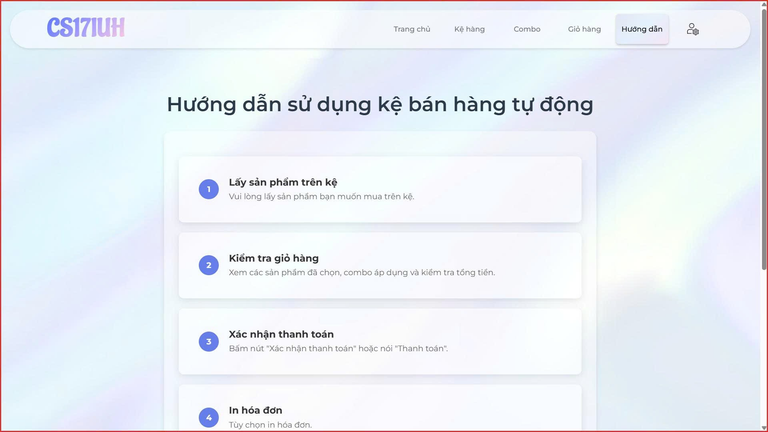 CS171IUH
Trang chủ
Kệ hàng
Combo
Giỏ hàng
Hướng dẫn
Hướng dẫn sử dụng kệ bán hàng tự động
1
Lấy sản phẩm trên kệ
Vui lòng lấy sản phẩm bạn muốn mua trên kệ.
2
Kiểm tra giỏ hàng
Xem các sản phẩm đã chọn, combo áp dụng và kiểm tra tổng tiền.
3
Xác nhận thanh toán
Bấm nút "Xác nhận thanh toán" hoặc nói "Thanh toán".
4
In hóa đơn
Tùy chọn in hóa đơn.